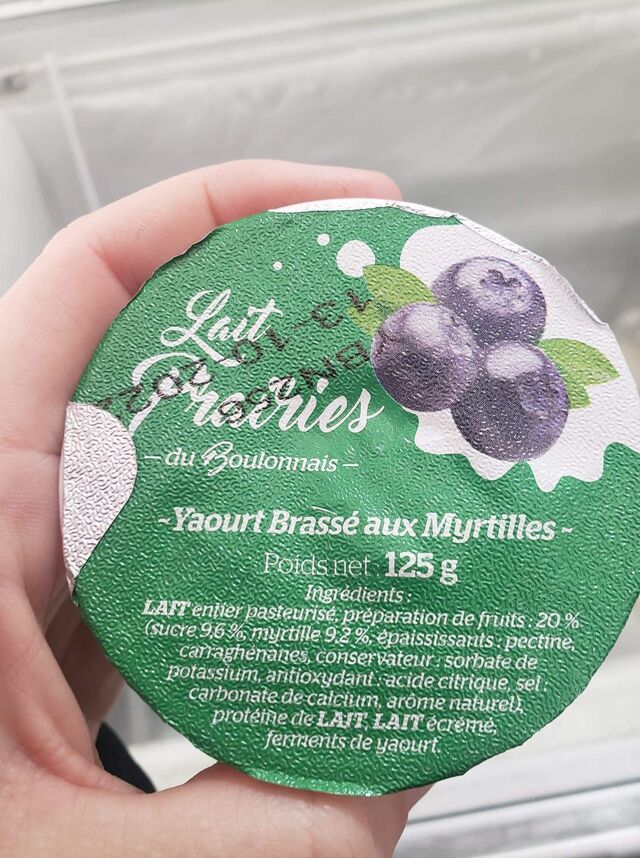 Lait
Prairies
du Boulonnais
~Yaourt Brassé aux Myrtilles~
Poids net 125 g
Ingrédients :
LAIT entier pasteurisé, préparation de fruits : 20 %
(sucre 9,6 %, myrtille 9,2 %, épaississants : pectine,
carraghénanes, conservateur : sorbate de
potassium, antioxydant : acide citrique, sel :
carbonate de calcium, arôme naturel),
protéine de LAIT, LAIT écrémé,
ferments de yaourt.